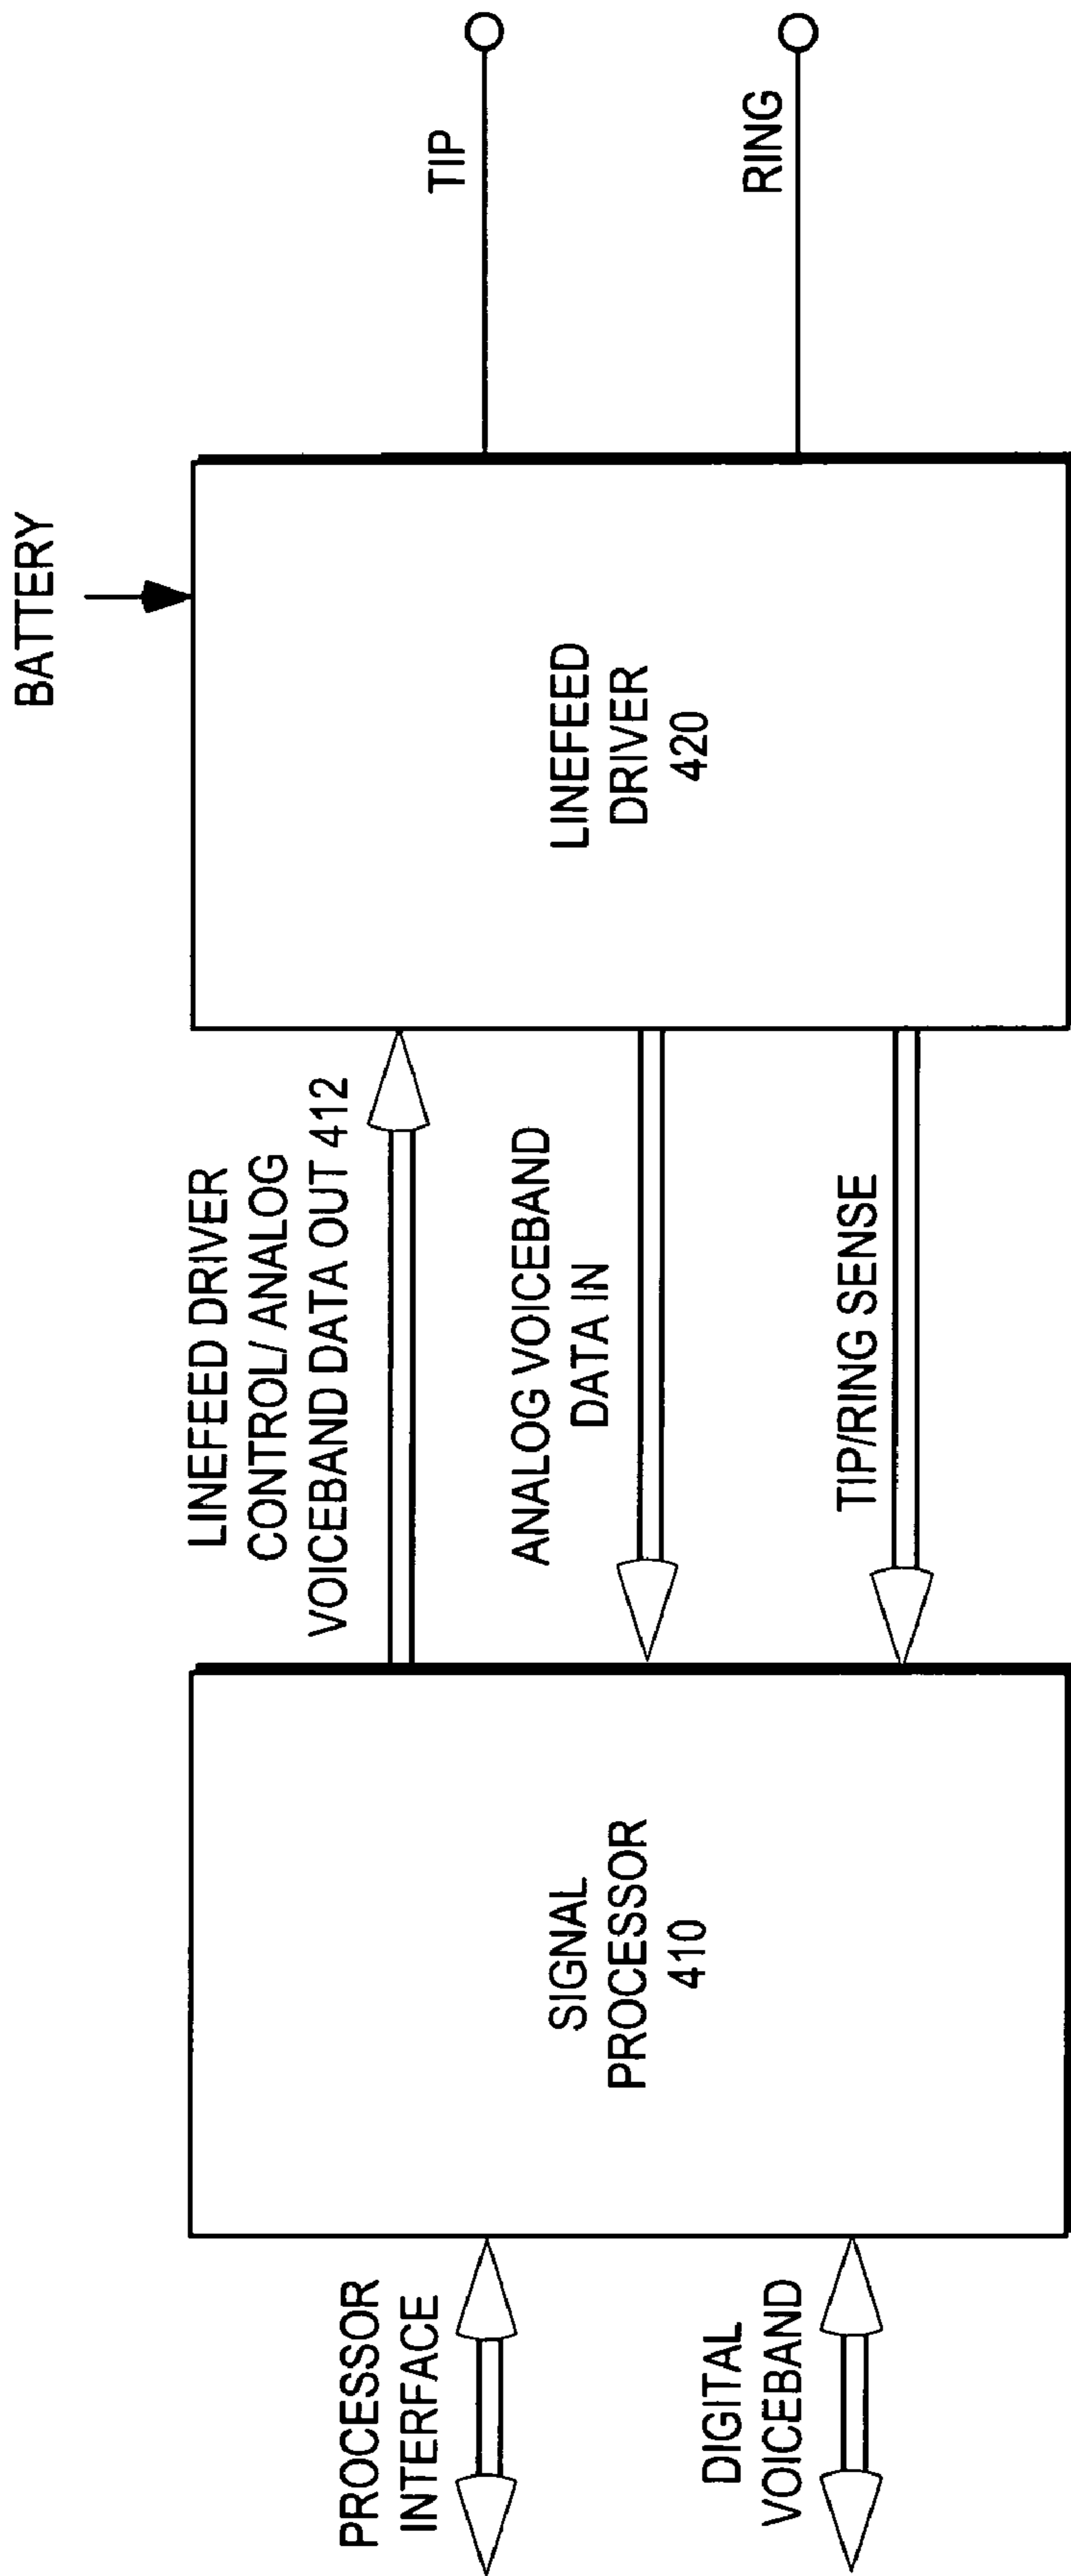 BATTERY
PROCESSOR
INTERFACE
DIGITAL
VOICEBAND
SIGNAL
PROCESSOR
410
LINEFEED DRIVER
CONTROL/ ANALOG
VOICEBAND DATA OUT 412
ANALOG VOICEBAND
DATA IN
TIP/RING SENSE
LINEFEED
DRIVER
420
TIP
RING